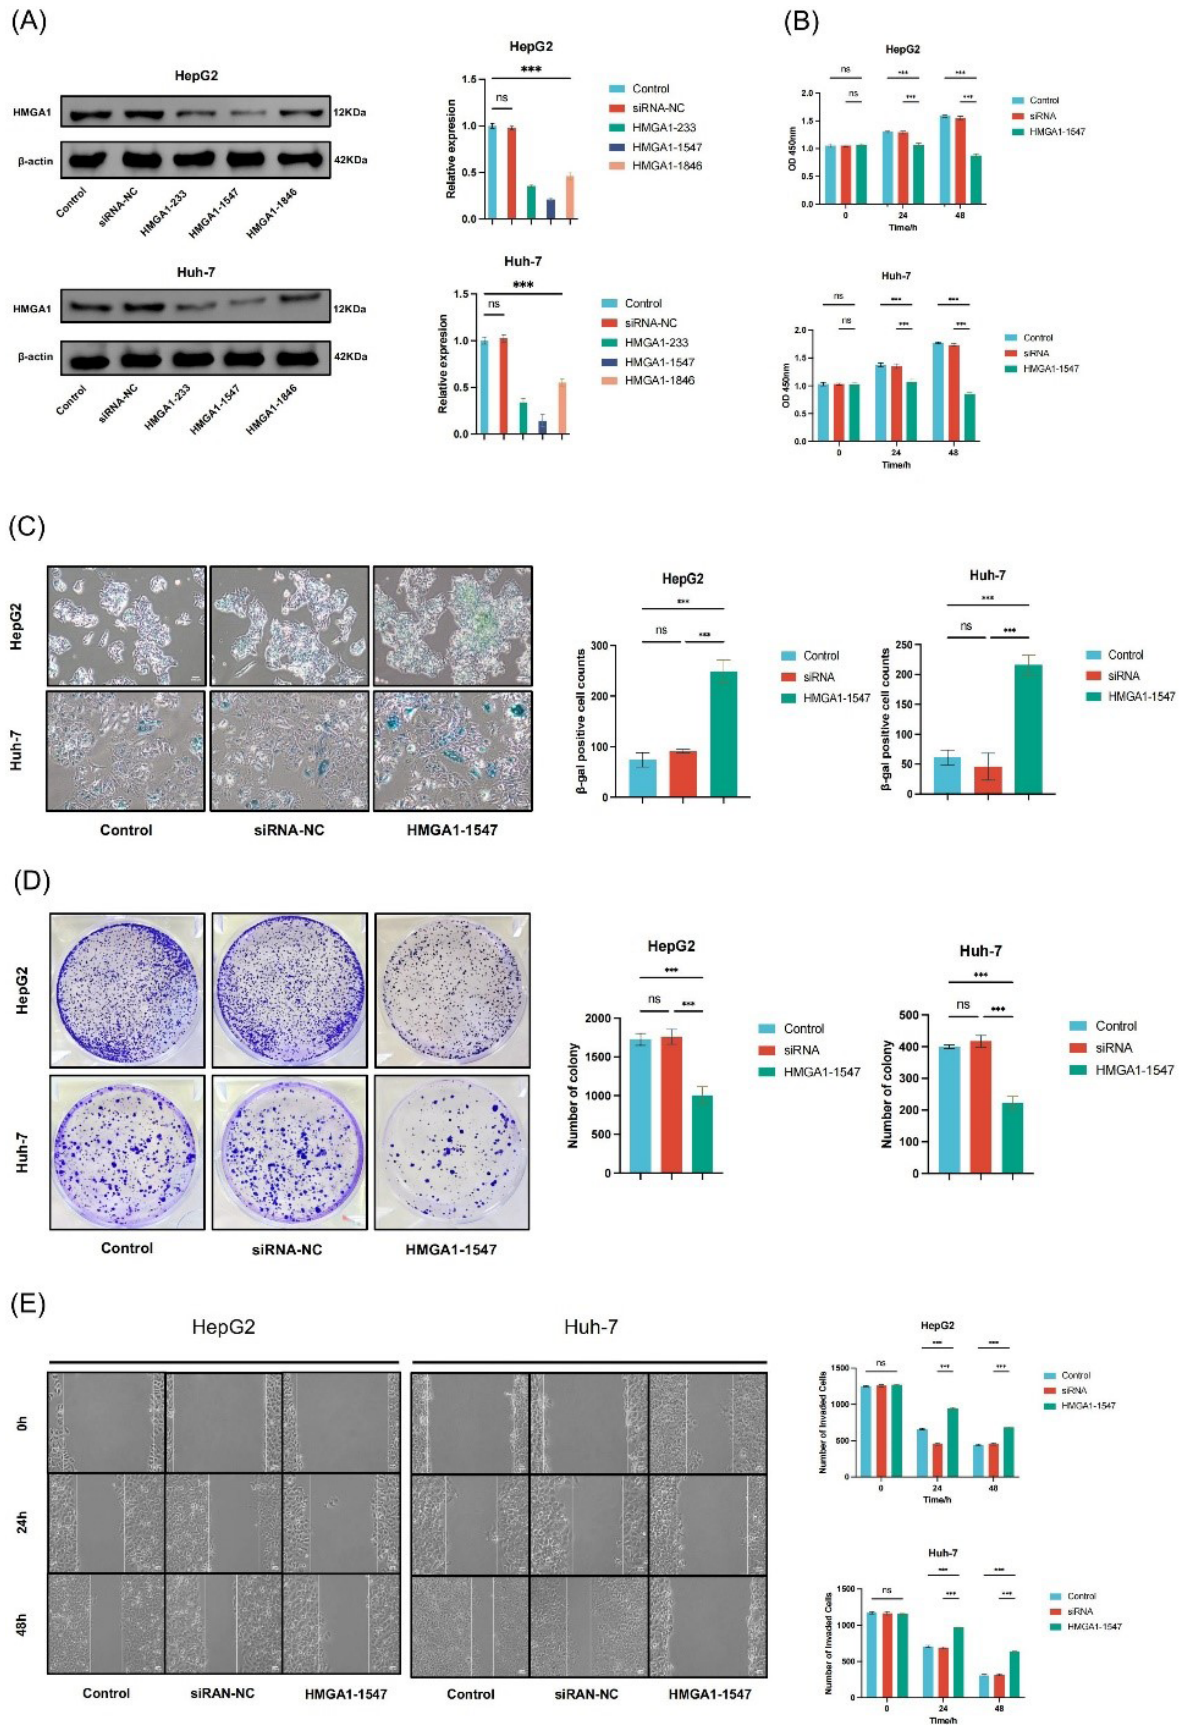 (A)
HepG2
HMGA1
12KDa
β-actin
42KDa
Control
siRNA-NC
HMGA1-233
HMGA1-1547
HMGA1-1846
HepG2
Relative expresion
1.5
1.0
0.5
0.0
ns
***
Control
siRNA-NC
HMGA1-233
HMGA1-1547
HMGA1-1846
Huh-7
HMGA1
12KDa
β-actin
42KDa
Control
siRNA-NC
HMGA1-233
HMGA1-1547
HMGA1-1846
Huh-7
Relative expresion
1.5
1.0
0.5
0.0
ns
***
Control
siRNA-NC
HMGA1-233
HMGA1-1547
HMGA1-1846
(B)
HepG2
OD 450nm
2.0
1.5
1.0
0.5
0.0
ns *** ***
ns *** ***
0 24 48
Time/h
Control
siRNA
HMGA1-1547
Huh-7
OD 450nm
2.0
1.5
1.0
0.5
0.0
ns *** ***
ns *** ***
0 24 48
Time/h
Control
siRNA
HMGA1-1547
(C)
HepG2
Huh-7
Control siRNA-NC HMGA1-1547
HepG2
β-gal positive cell counts
300
200
100
0
***
ns ***
Control
siRNA
HMGA1-1547
Huh-7
β-gal positive cell counts
250
200
150
100
50
0
***
ns ***
Control
siRNA
HMGA1-1547
(D)
HepG2
Huh-7
Control siRNA-NC HMGA1-1547
HepG2
Number of colony
2000
1500
1000
500
0
***
ns ***
Control
siRNA
HMGA1-1547
Huh-7
Number of colony
500
400
300
200
100
0
***
ns ***
Control
siRNA
HMGA1-1547
(E)
HepG2 Huh-7
0h
24h
48h
Control siRAN-NC HMGA1-1547 Control siRAN-NC HMGA1-1547
HepG2
Number of Invaded Cells
1500
1000
500
0
ns *** ***
*** ***
0 24 48
Time/h
Control
siRNA
HMGA1-1547
Huh-7
Number of Invaded Cells
1500
1000
500
0
ns *** ***
*** ***
0 24 48
Time/h
Control
siRNA
HMGA1-1547